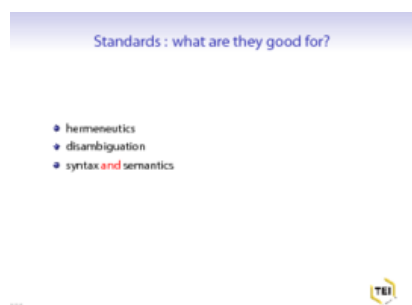 Standards : what are they good for?
hermeneutics
disambiguation
syntax and semantics
TEI